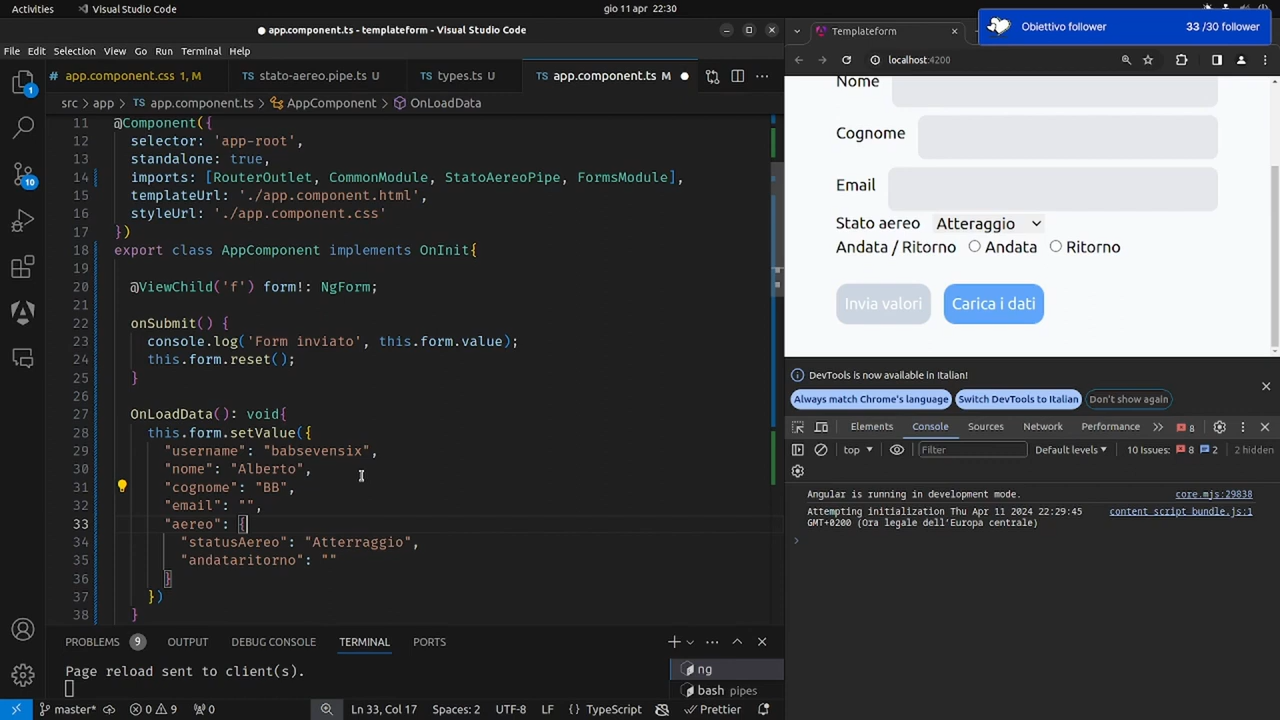 Activities
Visual Studio Code
gio 11 apr 22:30
Obiettivo follower
33 /30 follower
app.component.ts - templateform - Visual Studio Code
File Edit Selection View Go Run Terminal Help
app.component.css 1, M
stato-aereo.pipe.ts U
types.ts U
app.component.ts M
src > app > app.component.ts > AppComponent > OnLoadData
11 @Component({
12 selector: 'app-root',
13 standalone: true,
14 imports: [RouterOutlet, CommonModule, StatoAereoPipe, FormsModule],
15 templateUrl: './app.component.html',
16 styleUrl: './app.component.css'
17 })
18 export class AppComponent implements OnInit{
19
20 @ViewChild('f') form!: NgForm;
21
22 onSubmit() {
23 console.log('Form inviato', this.form.value);
24 this.form.reset();
25 }
26
27 OnLoadData(): void{
28 this.form.setValue({
29 "username": "babsevensix",
30 "nome": "Alberto",
31 "cognome": "BB",
32 "email": "",
33 "aereo": {
34 "statusAereo": "Atterraggio",
35 "andataritorno": ""
36 }
37 })
38 }
PROBLEMS 9 OUTPUT DEBUG CONSOLE TERMINAL PORTS
Page reload sent to client(s).
ng
bash pipes
master* 0 9 0 Ln 33, Col 17 Spaces: 2 UTF-8 LF {} TypeScript Prettier
1
10
Templateform
localhost:4200
Nome
Cognome
Email
Stato aereo Atteraggio
Andata / Ritorno Andata Ritorno
Invia valori Carica i dati
DevTools is now available in Italian!
Always match Chrome's language Switch DevTools to Italian Don't show again
Elements Console Sources Network Performance » 8
top Filter Default levels 10 Issues: 8 2 2 hidden
Angular is running in development mode. core.mjs:29838
Attempting initialization Thu Apr 11 2024 22:29:45 content script bundle.js:1
GMT+0200 (Ora legale dell'Europa centrale)